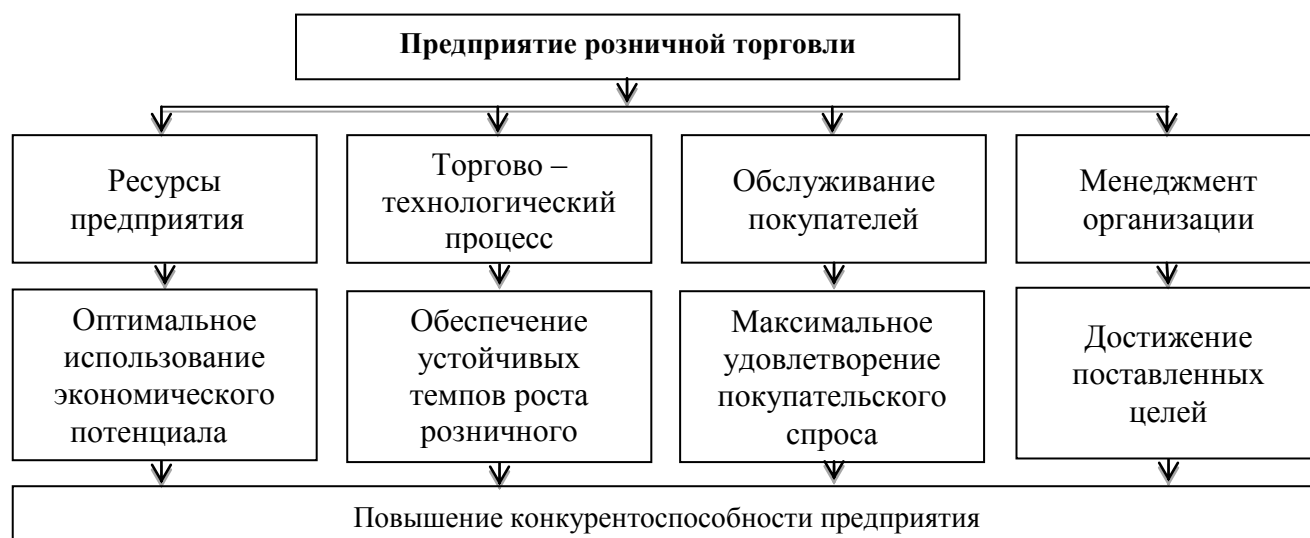 Предприятие розничной торговли
Ресурсы
предприятия
Торгово –
технологический
процесс
Обслуживание
покупателей
Менеджмент
организации
Оптимальное
использование
экономического
потенциала
Обеспечение
устойчивых
темпов роста
розничного
Максимальное
удовлетворение
покупательского
спроса
Достижение
поставленных
целей
Повышение конкурентоспособности предприятия